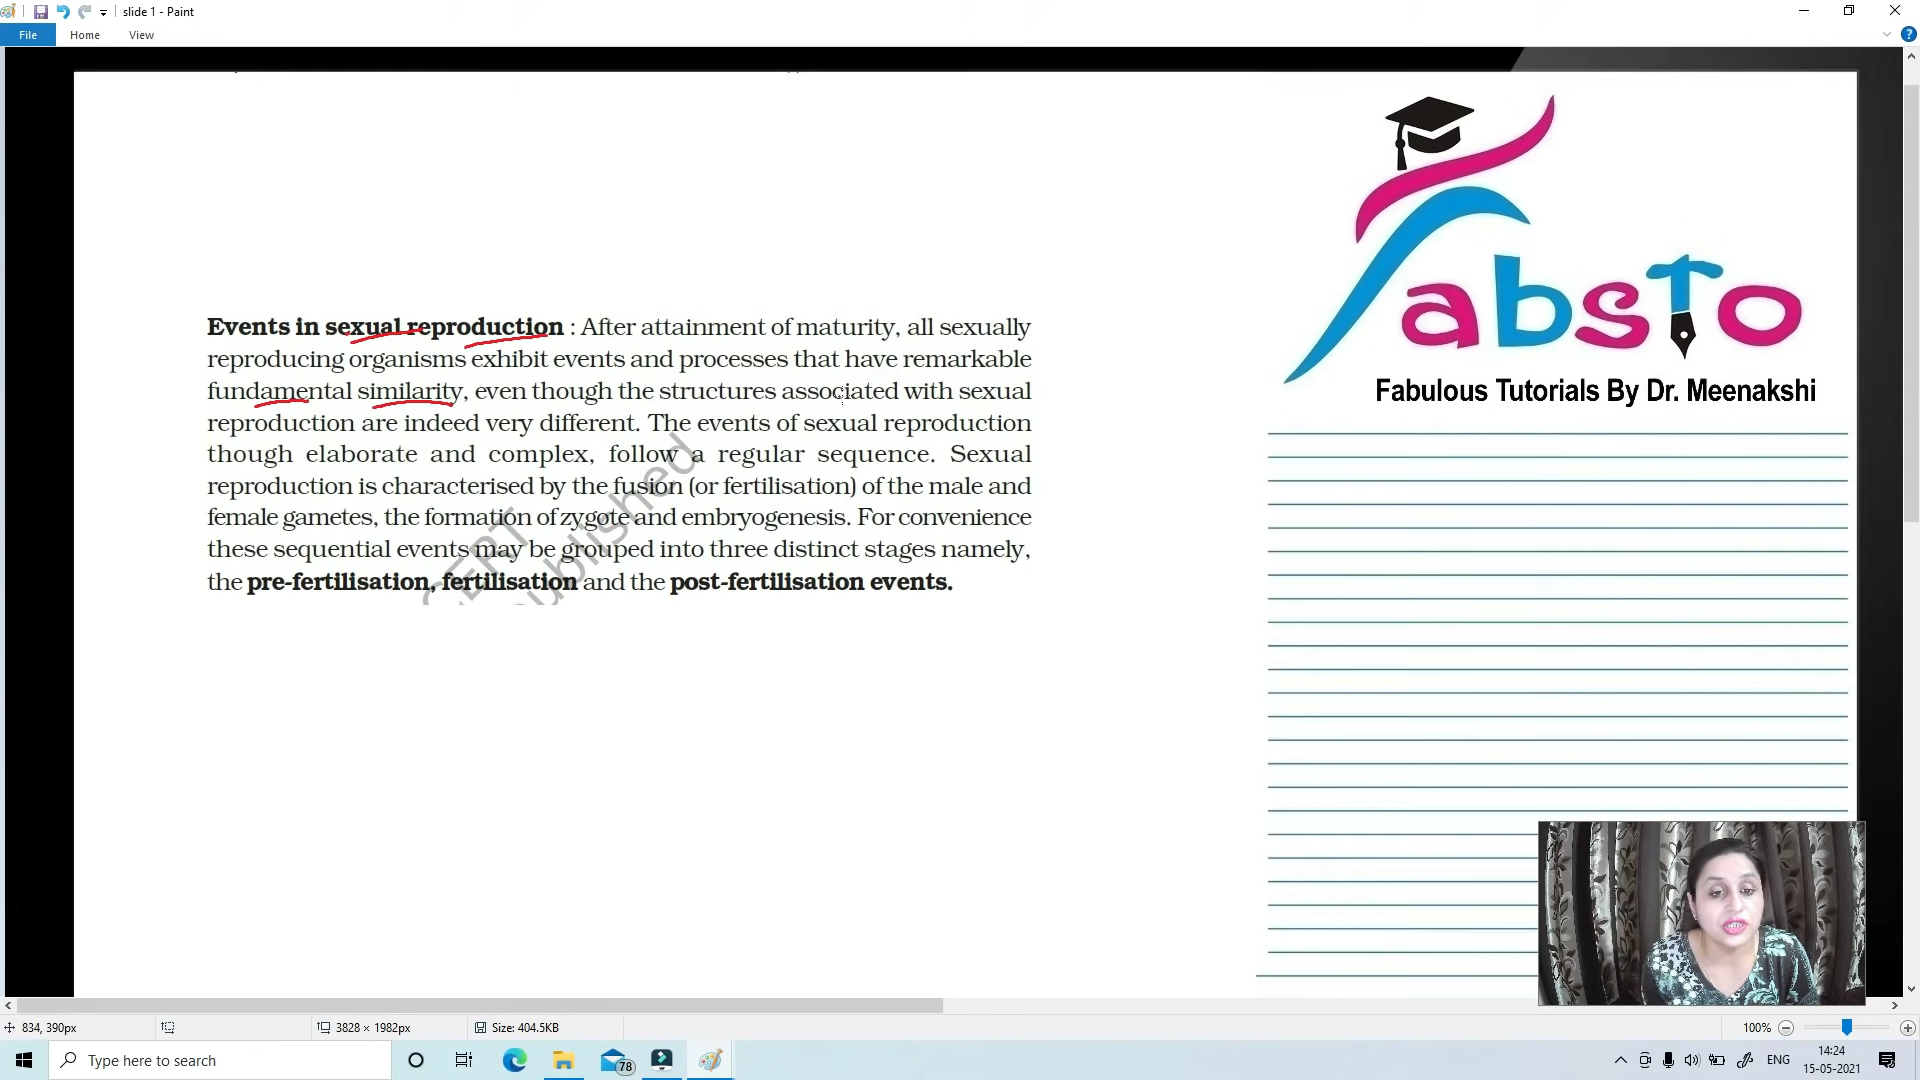 slide 1 - Paint
File Home View
Events in sexual reproduction : After attainment of maturity, all sexually
reproducing organisms exhibit events and processes that have remarkable
fundamental similarity, even though the structures associated with sexual
reproduction are indeed very different. The events of sexual reproduction
though elaborate and complex, follow a regular sequence. Sexual
reproduction is characterised by the fusion (or fertilisation) of the male and
female gametes, the formation of zygote and embryogenesis. For convenience
these sequential events may be grouped into three distinct stages namely,
the pre-fertilisation, fertilisation and the post-fertilisation events.
published
absTo
Fabulous Tutorials By Dr. Meenakshi
834, 390px 3828 × 1982px Size: 404.5KB 100%
Type here to search
78
ENG
14:24
15-05-2021